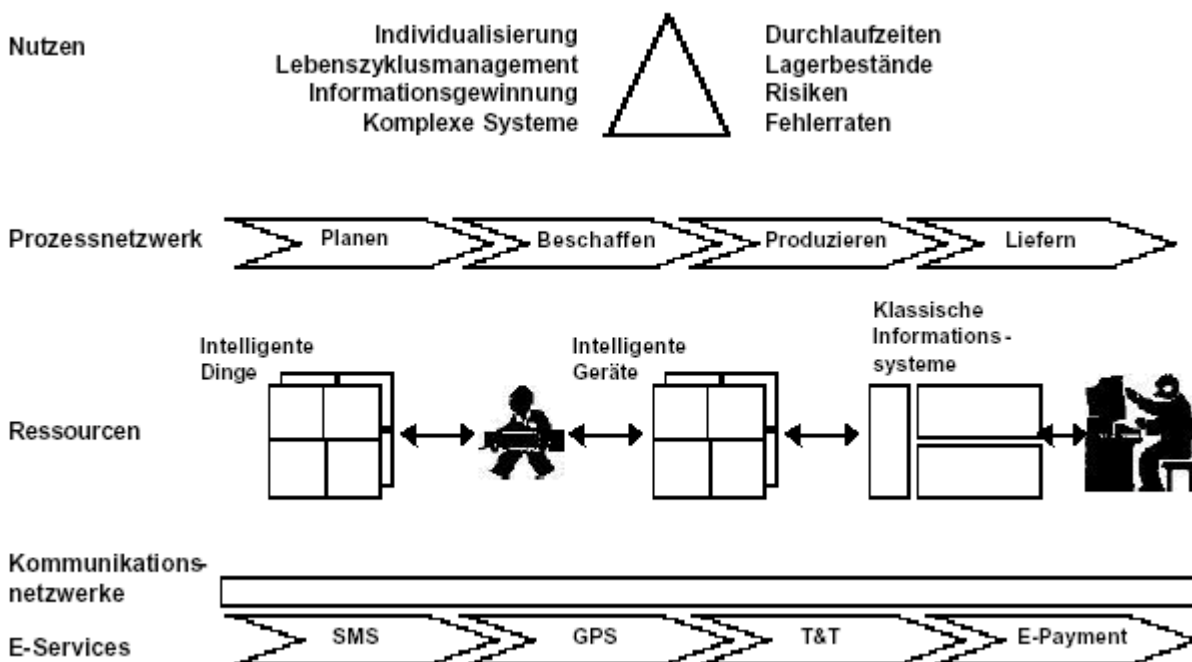 Nutzen
Individualisierung
Lebenszyklusmanagement
Informationsgewinnung
Komplexe Systeme
Durchlaufzeiten
Lagerbestände
Risiken
Fehlerraten
Prozessnetzwerk
Planen
Beschaffen
Produzieren
Liefern
Ressourcen
Intelligente
Dinge
Intelligente
Geräte
Klassische
Informations-
systeme
Kommunikations-
netzwerke
E-Services
SMS
GPS
T&T
E-Payment